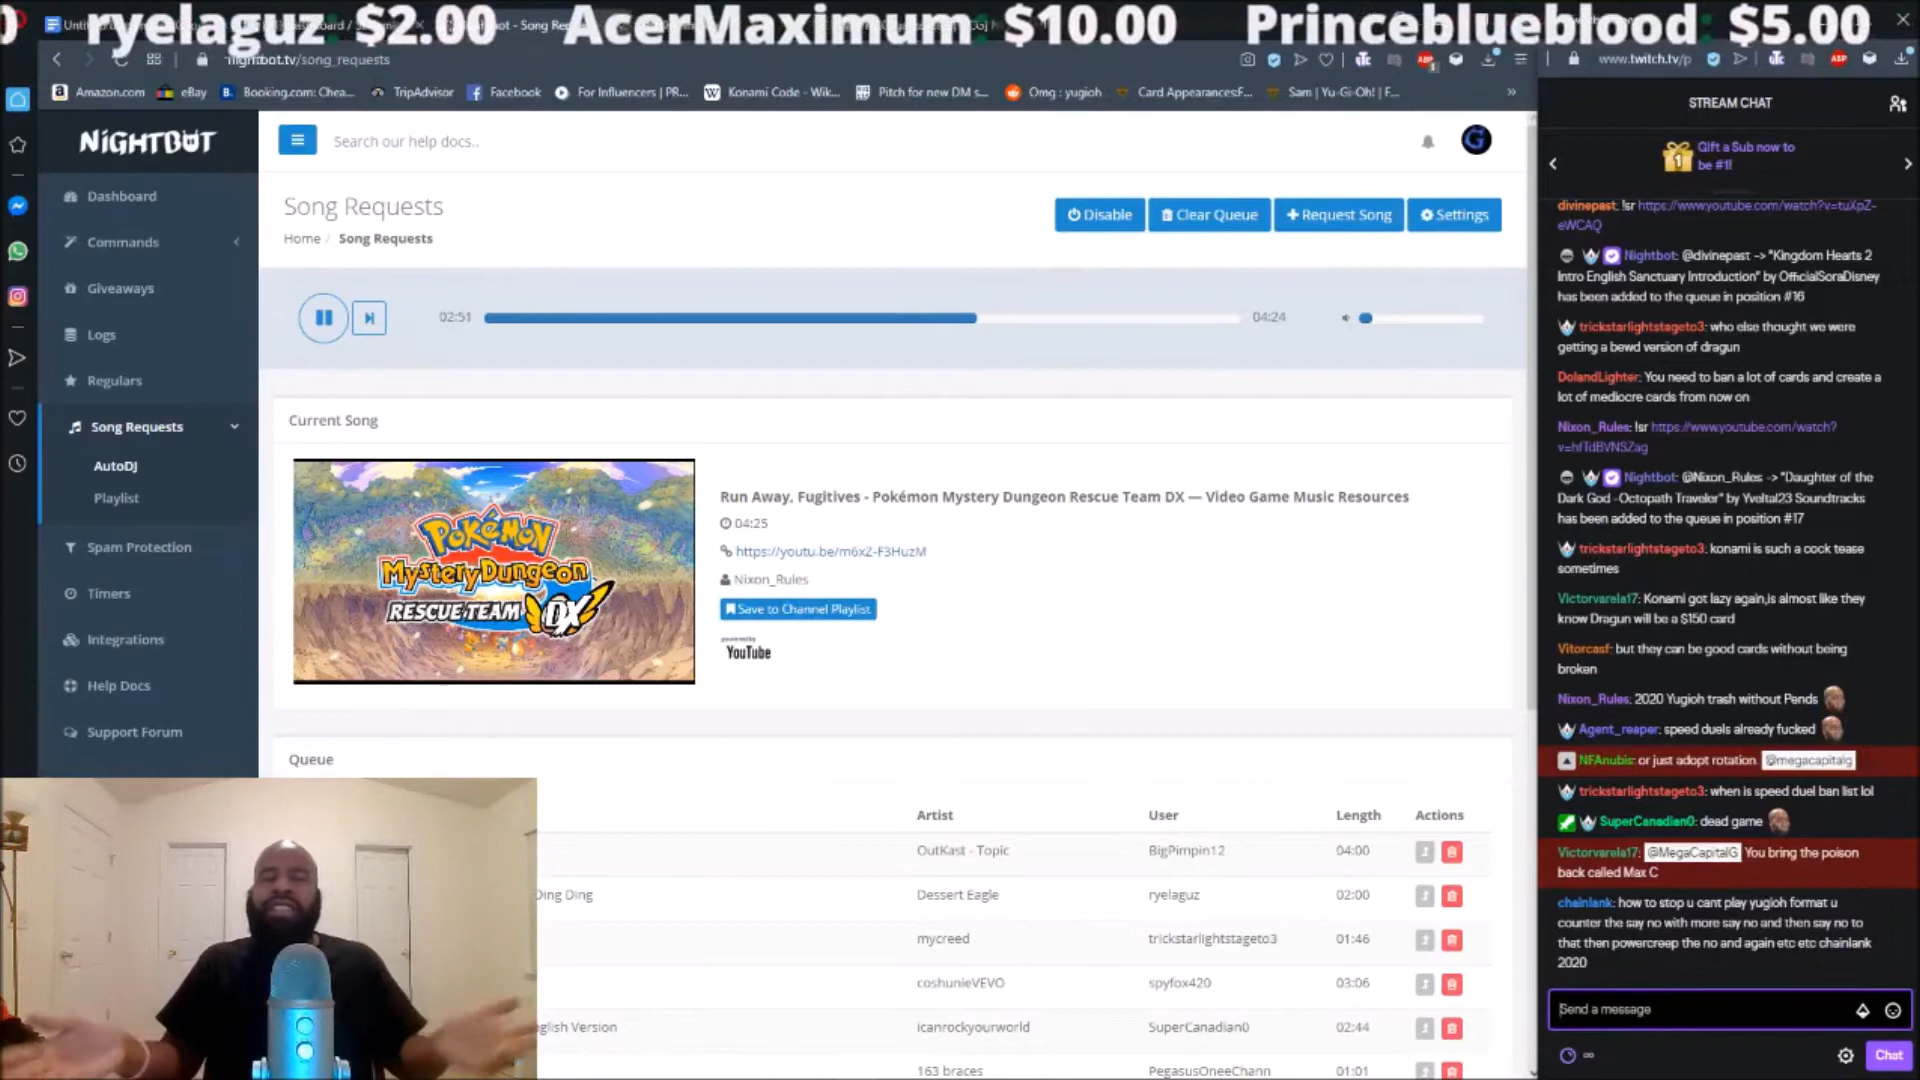 ryelaguz $2.00 AcerMaximum $10.00 Princeblueblood $5.00
nightbot.tv/song_requests
www.twitch.tv/p
Amazon.com
eBay
Booking.com: Chea...
TripAdvisor
Facebook
For Influencers | PR...
Konami Code - Wik...
Pitch for new DM s...
Omg : yugioh
Card AppearancesF...
Sam | Yu-Gi-Oh! | F...
NIGHTBOT
Search our help docs..
Dashboard
Commands
Giveaways
Logs
Regulars
Song Requests
AutoDJ
Playlist
Spam Protection
Timers
Integrations
Help Docs
Support Forum
Song Requests
Home / Song Requests
Disable
Clear Queue
Request Song
Settings
02:51
04:24
Current Song
POKéMON
Mystery Dungeon
RESCUE TEAM DX
Run Away, Fugitives - Pokémon Mystery Dungeon Rescue Team DX — Video Game Music Resources
04:25
https://youtu.be/m6xZ-F3HuzM
Nixon_Rules
Save to Channel Playlist
powered by
YouTube
Queue
Artist User Length Actions
OutKast - Topic BigPimpin12 04:00
Ding Ding Dessert Eagle ryelaguz 02:00
mycreed trickstarlightstageto3 01:46
coshunieVEVO spyfox420 03:06
glish Version icanrockyourworld SuperCanadian0 02:44
163 braces PegasusOneeChann 01:01
STREAM CHAT
Gift a Sub now to
be #1!
divinepast: !sr https://www.youtube.com/watch?v=tuXpZ-
eWCAQ
Nightbot: @divinepast -> "Kingdom Hearts 2
Intro English Sanctuary Introduction" by OfficialSoraDisney
has been added to the queue in position #16
trickstarlightstageto3: who else thought we were
getting a bewd version of dragun
DolandLighter: You need to ban a lot of cards and create a
lot of mediocre cards from now on
Nixon_Rules: !sr https://www.youtube.com/watch?
v=hfTdBVNSZag
Nightbot: @Nixon_Rules -> "Daughter of the
Dark God -Octopath Traveler" by Yveltal23 Soundtracks
has been added to the queue in position #17
trickstarlightstageto3: konami is such a cock tease
sometimes
Victorvarela17: Konami got lazy again,is almost like they
know Dragun will be a $150 card
Vitorcasf: but they can be good cards without being
broken
Nixon_Rules: 2020 Yugioh trash without Pends
Agent_reaper: speed duels already fucked
NFAnubis: or just adopt rotation. @megacapitalg
trickstarlightstageto3: when is speed duel ban list lol
SuperCanadian0: dead game
Victorvarela17: @MegaCapitalG You bring the poison
back called Max C
chainlank: how to stop u cant play yugioh format u
counter the say no with more say no and then say no to
that then powercreep the no and again etc etc chainlank
2020
Send a message
Chat